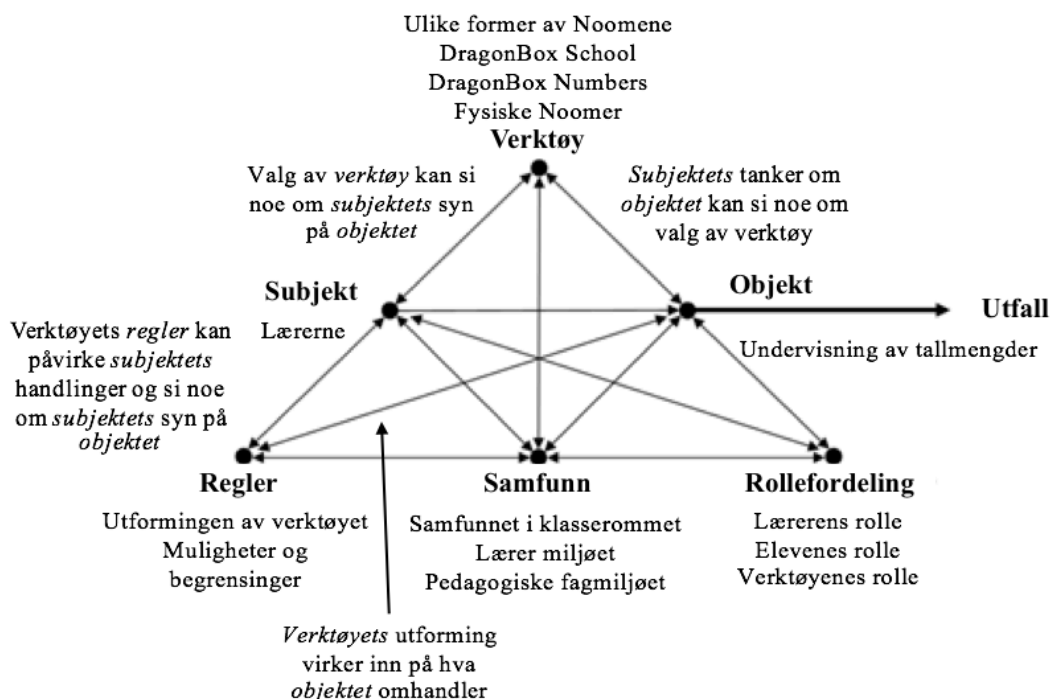 Ulike former av Noomene
DragonBox School
DragonBox Numbers
Fysiske Noomer
Verktøy
Valg av verktøy kan si
noe om subjektets syn
på objektet
Subjektets tanker om
objektet kan si noe om
valg av verktøy
Subjekt
Lærerne
Objekt
Utfall
Undervisning av tallmengder
Verktøyets regler kan
påvirke subjektets
handlinger og si noe
om subjektets syn på
objektet
Regler
Utformingen av verktøyet
Muligheter og
begrensinger
Samfunn
Samfunnet i klasserommet
Lærer miljøet
Pedagogiske fagmiljøet
Rollefordeling
Lærerens rolle
Elevenes rolle
Verktøyenes rolle
Verktøyets utforming
virker inn på hva
objektet omhandler